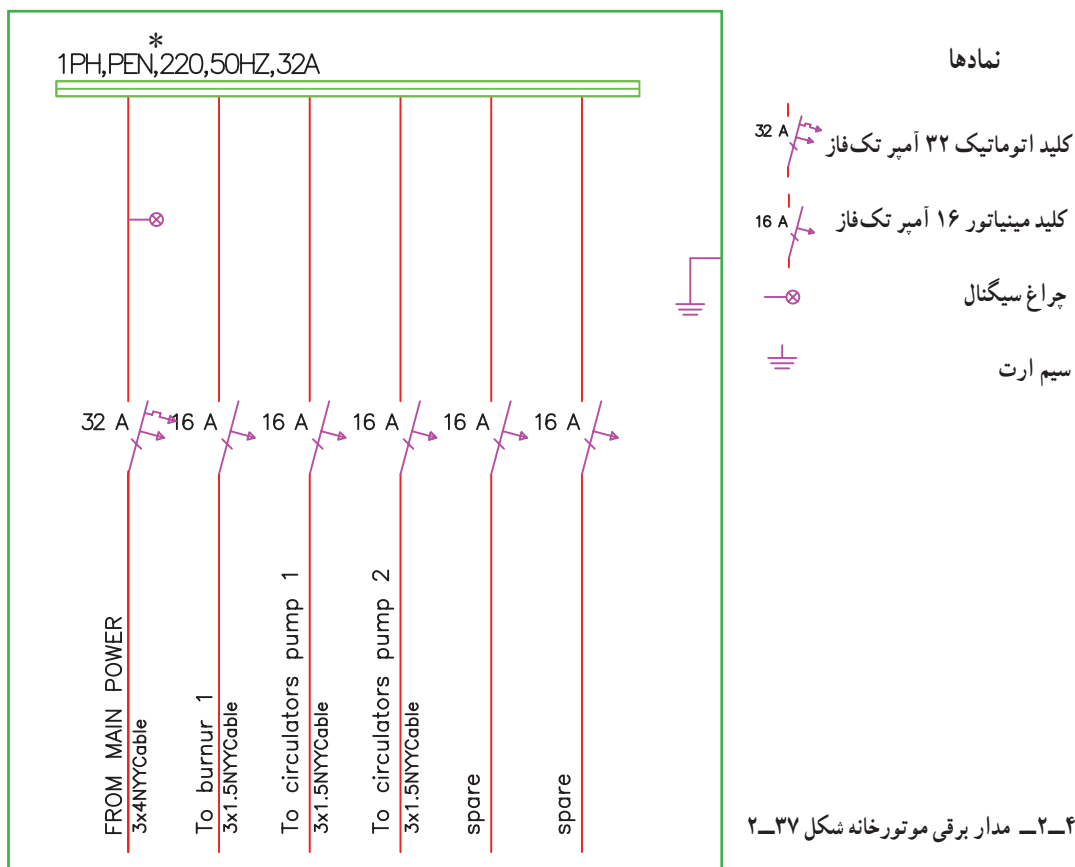 *
1PH,PEN,220,50HZ,32A
32 A
16 A
16 A
16 A
16 A
16 A
FROM MAIN POWER
3x4NYYCable
To burnur 1
3x1.5NYYCable
To circulators pump 1
3x1.5NYYCable
To circulators pump 2
3x1.5NYYCable
spare
spare
نمادها
32 A
کلید اتوماتیک ۳۲ آمپر تک‌فاز
16 A
کلید مینیاتور ۱۶ آمپر تک‌فاز
چراغ سیگنال
سیم ارت
۴ــ۲ــ مدار برقی موتورخانه شکل ۳۷ــ۲